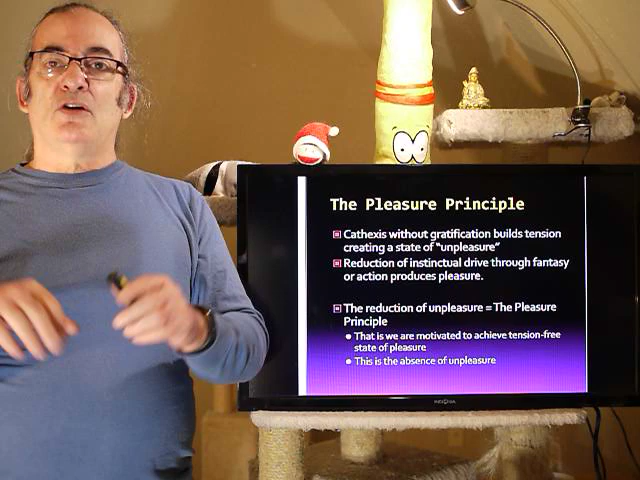 The Pleasure Principle
Cathexis without gratification builds tension
creating a state of "unpleasure"
Reduction of instinctual drive through fantasy
or action produces pleasure.
The reduction of unpleasure = The Pleasure
Principle
That is we are motivated to achieve tension-free
state of pleasure
This is the absence of unpleasure
INSIGNIA